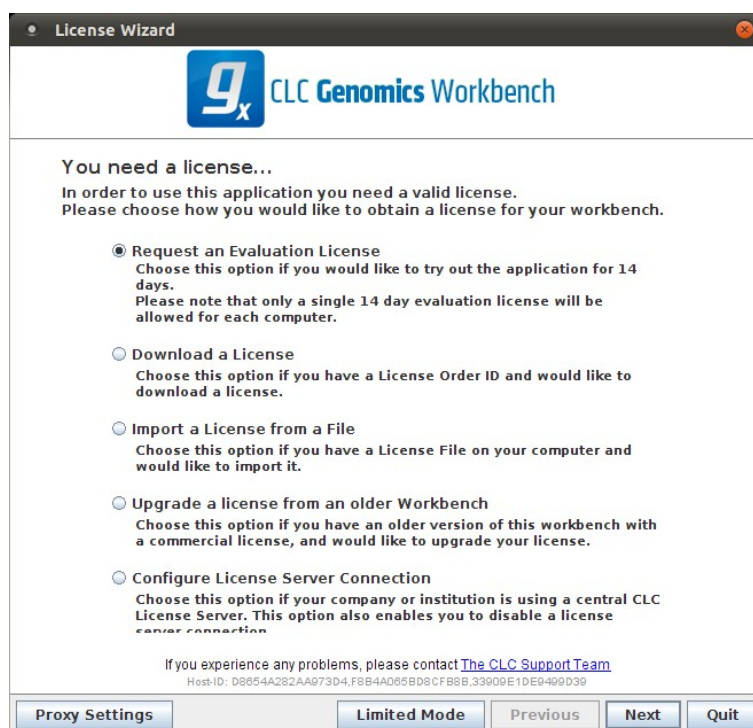 License Wizard
gx CLC Genomics Workbench
You need a license...
In order to use this application you need a valid license.
Please choose how you would like to obtain a license for your workbench.
Request an Evaluation License
Choose this option if you would like to try out the application for 14
days.
Please note that only a single 14 day evaluation license will be
allowed for each computer.
Download a License
Choose this option if you have a License Order ID and would like to
download a license.
Import a License from a File
Choose this option if you have a License File on your computer and
would like to import it.
Upgrade a license from an older Workbench
Choose this option if you have an older version of this workbench with
a commercial license, and would like to upgrade your license.
Configure License Server Connection
Choose this option if your company or institution is using a central CLC
License Server. This option also enables you to disable a license
server connection
If you experience any problems, please contact The CLC Support Team
Host-ID: D8654A282AA973D4,F8B4A065BD8CFB8B,33909E1DE9499D39
Proxy Settings Limited Mode Previous Next Quit